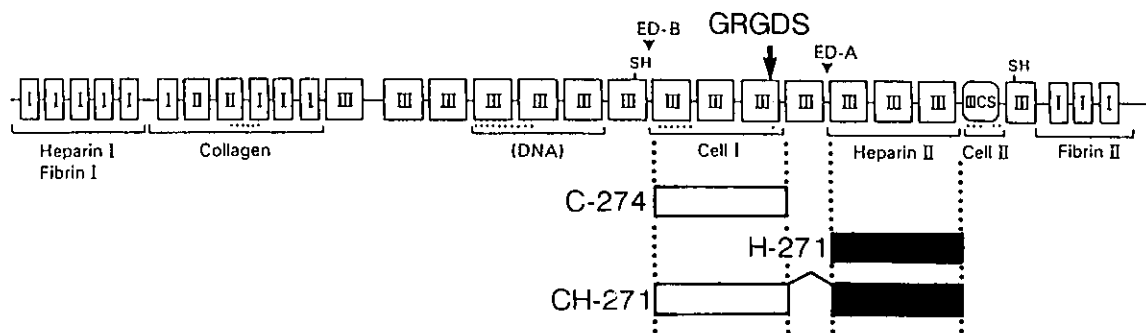 GRGDS
ED-B ED-A
SH SH
I I I I I I II II I I I III III III III III III III III III III III III III III IIICS III I I I
Heparin I Collagen (DNA) Cell I Heparin II Cell II Fibrin II
Fibrin I
C-274
H-271
CH-271